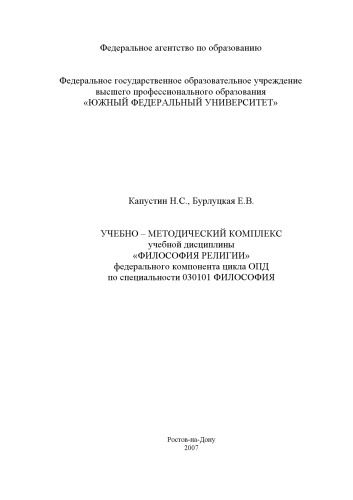 Федеральное агентство по образованию
Федеральное государственное образовательное учреждение
высшего профессионального образования
«ЮЖНЫЙ ФЕДЕРАЛЬНЫЙ УНИВЕРСИТЕТ»
Капустин Н.С., Бурлуцкая Е.В.
УЧЕБНО – МЕТОДИЧЕСКИЙ КОМПЛЕКС
учебной дисциплины
«ФИЛОСОФИЯ РЕЛИГИИ»
федерального компонента цикла ОПД
по специальности 030101 ФИЛОСОФИЯ
Ростов-на-Дону
2007